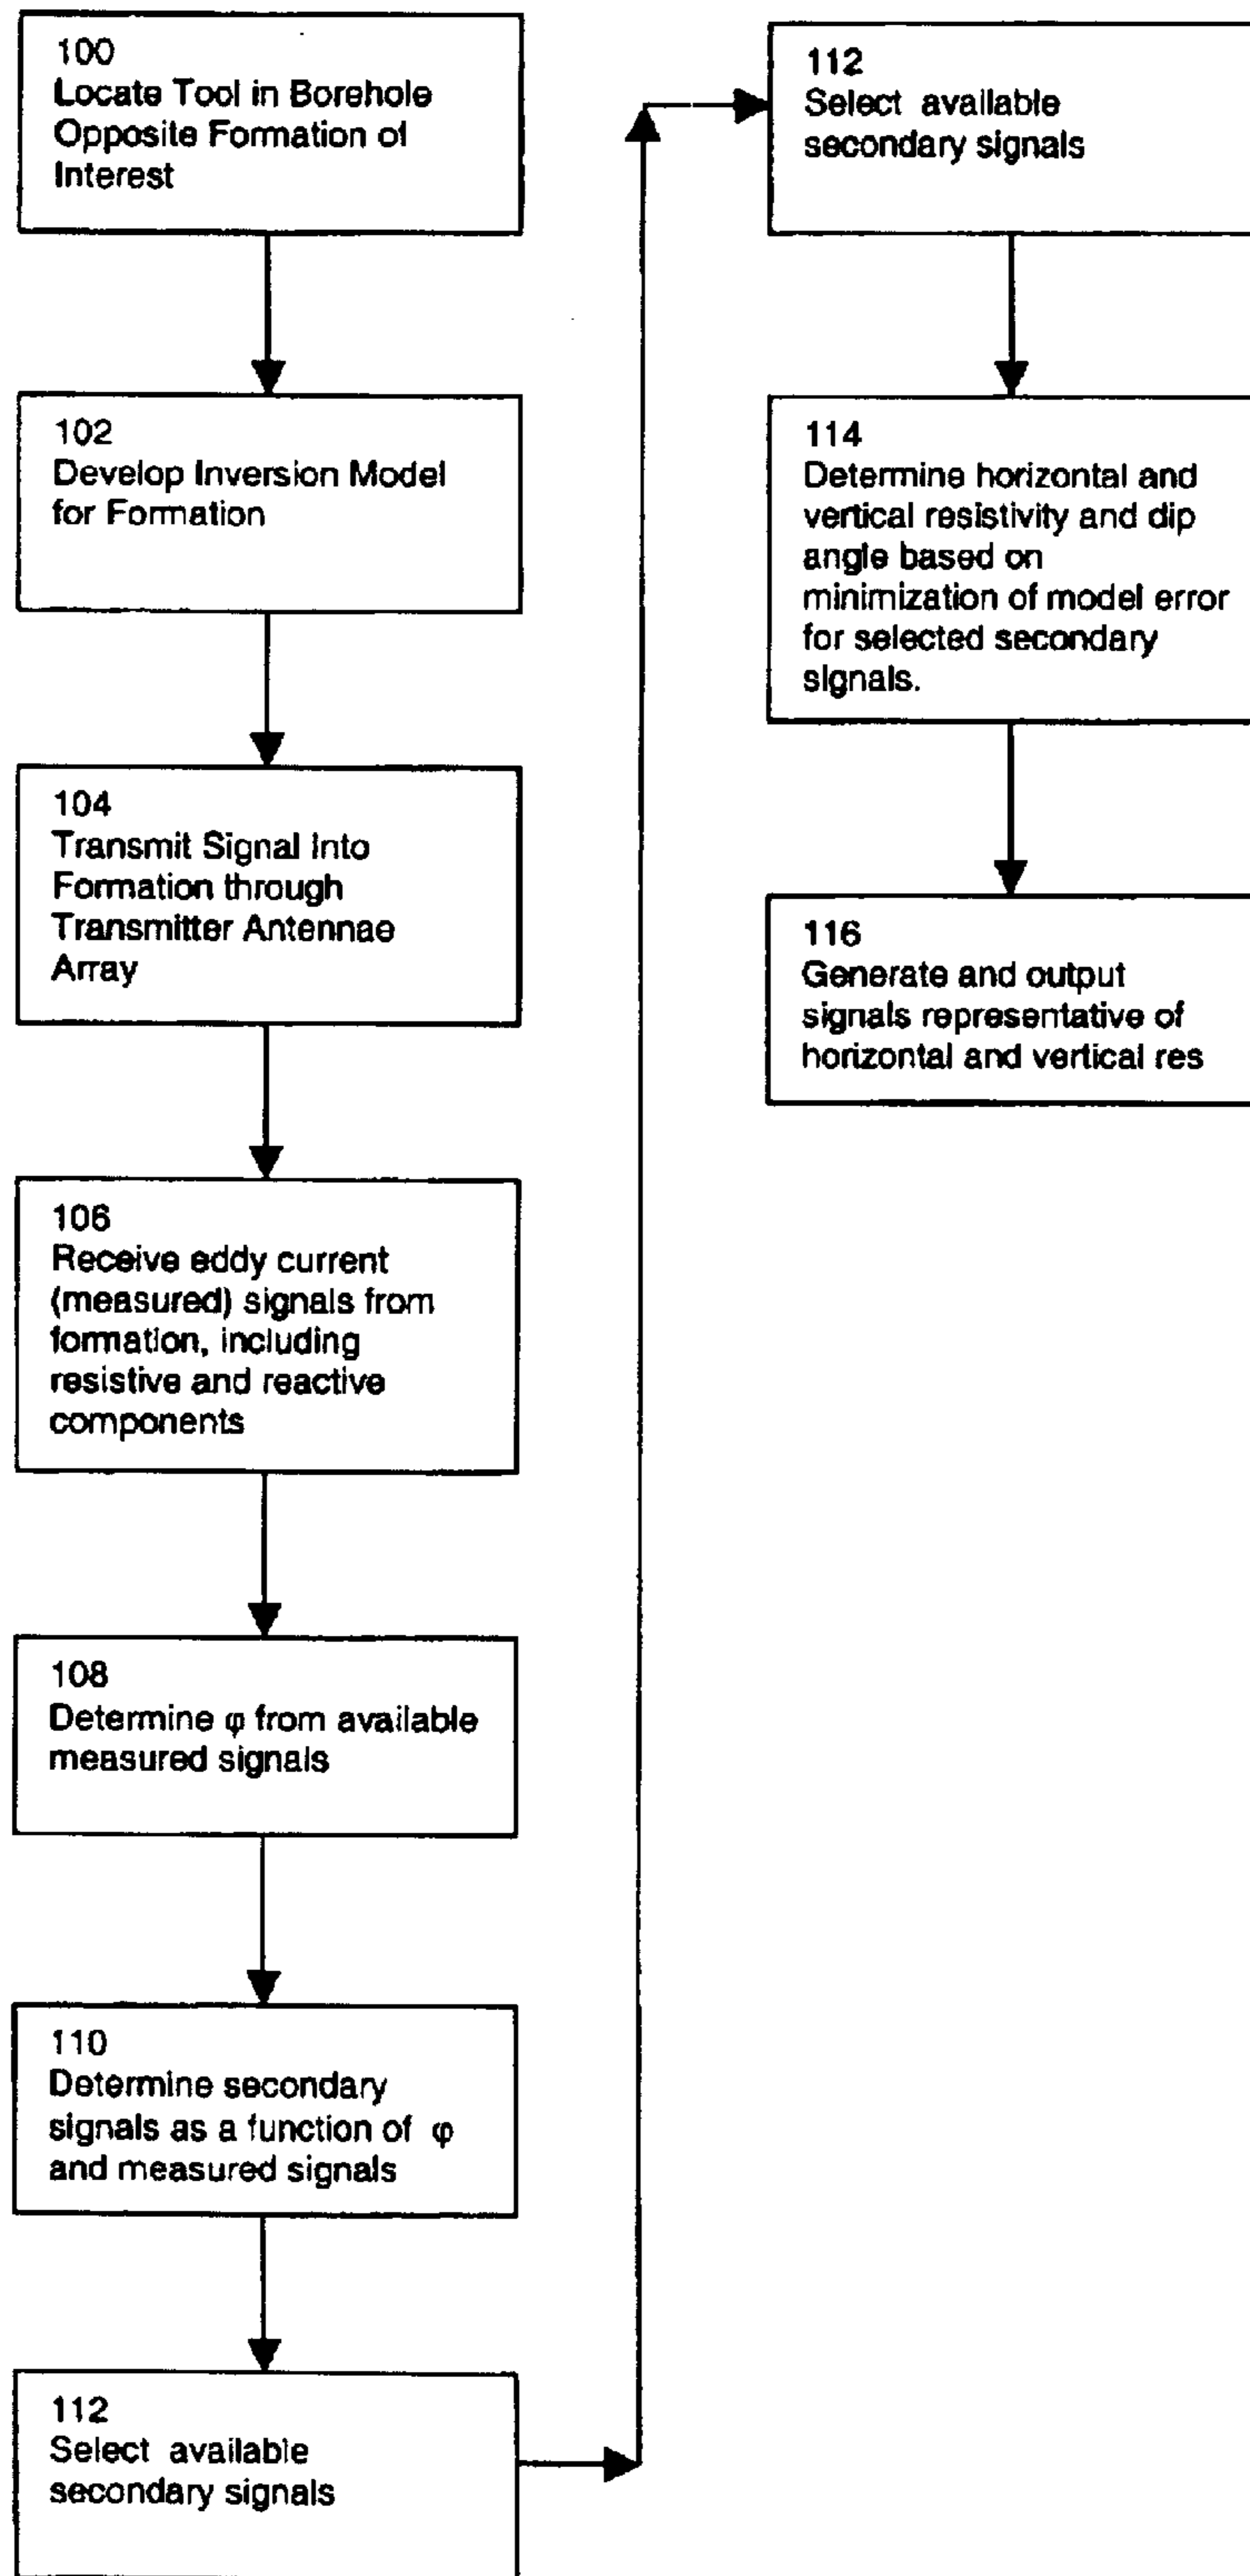 100
Locate Tool in Borehole
Opposite Formation of
Interest
102
Develop Inversion Model
for Formation
104
Transmit Signal Into
Formation through
Transmitter Antennae
Array
106
Receive eddy current
(measured) signals from
formation, including
resistive and reactive
components
108
Determine φ from available
measured signals
110
Determine secondary
signals as a function of φ
and measured signals
112
Select available
secondary signals
112
Select available
secondary signals
114
Determine horizontal and
vertical resistivity and dip
angle based on
minimization of model error
for selected secondary
signals.
116
Generate and output
signals representative of
horizontal and vertical res